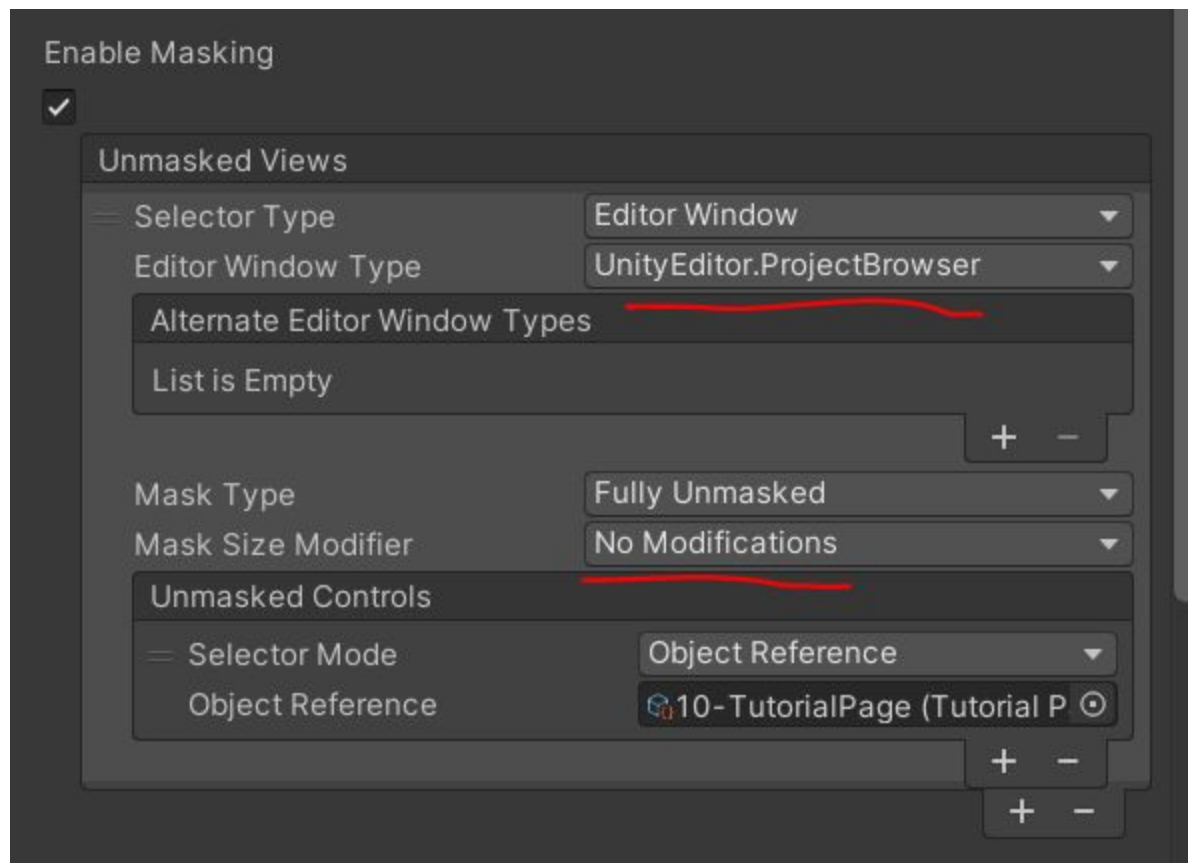 Enable Masking
Unmasked Views
Selector Type Editor Window
Editor Window Type UnityEditor.ProjectBrowser
Alternate Editor Window Types
List is Empty
+ −
Mask Type Fully Unmasked
Mask Size Modifier No Modifications
Unmasked Controls
Selector Mode Object Reference
Object Reference 10-TutorialPage (Tutorial P
+ −
+ −